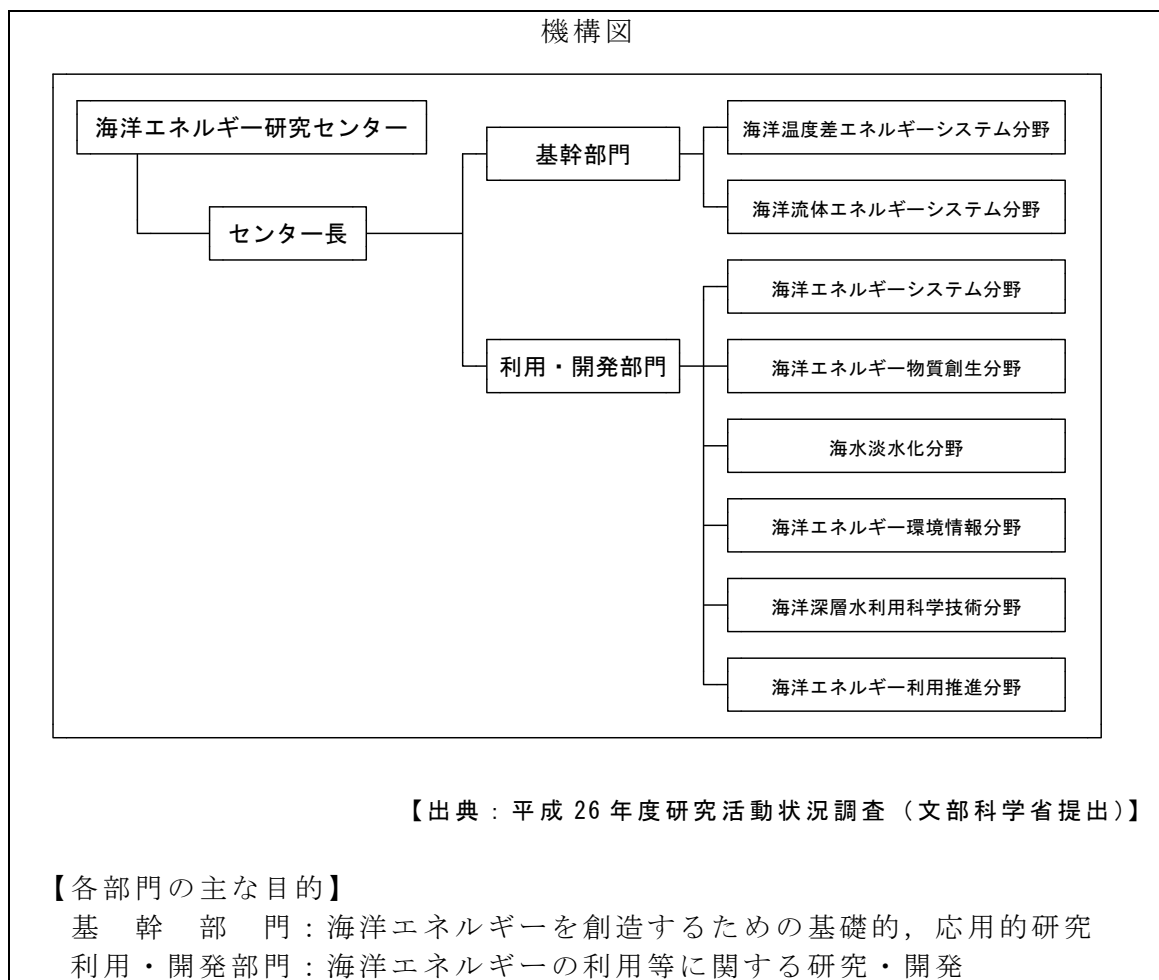 機構図
海洋エネルギー研究センター
センター長
基幹部門
海洋温度差エネルギーシステム分野
海洋流体エネルギーシステム分野
利用・開発部門
海洋エネルギーシステム分野
海洋エネルギー物質創生分野
海水淡水化分野
海洋エネルギー環境情報分野
海洋深層水利用科学技術分野
海洋エネルギー利用推進分野
【出典：平成26年度研究活動状況調査（文部科学省提出）】
【各部門の主な目的】
基　幹　部　門：海洋エネルギーを創造するための基礎的，応用的研究
利用・開発部門：海洋エネルギーの利用等に関する研究・開発